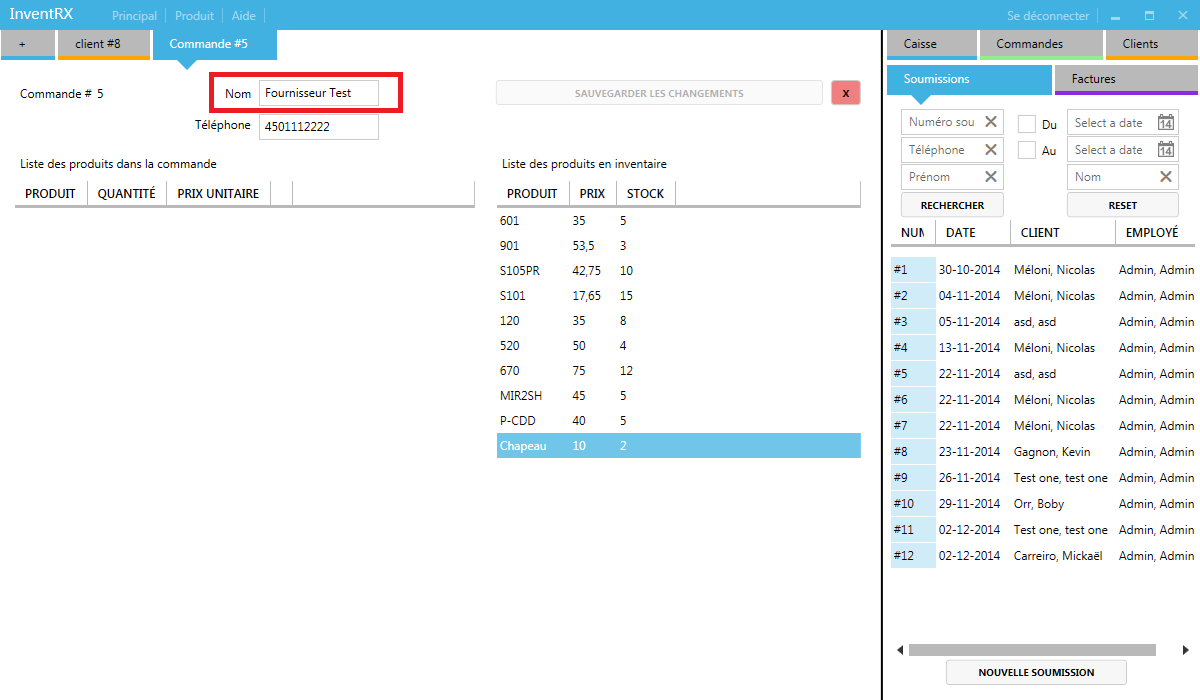 InventRX Principal Produit Aide Se déconnecter
+ client #8 Commande #5
Commande # 5
Nom Fournisseur Test
Téléphone 4501112222
SAUVEGARDER LES CHANGEMENTS x
Liste des produits dans la commande
PRODUIT QUANTITÉ PRIX UNITAIRE
Liste des produits en inventaire
PRODUIT PRIX STOCK
601 35 5
901 53,5 3
S105PR 42,75 10
S101 17,65 15
120 35 8
520 50 4
670 75 12
MIR2SH 45 5
P-CDD 40 5
Chapeau 10 2
Caisse Commandes Clients
Soumissions Factures
Numéro sou Du Select a date 14
Téléphone Au Select a date 14
Prénom Nom
RECHERCHER RESET
NUM DATE CLIENT EMPLOYÉ
#1 30-10-2014 Méloni, Nicolas Admin, Admin
#2 04-11-2014 Méloni, Nicolas Admin, Admin
#3 05-11-2014 asd, asd Admin, Admin
#4 13-11-2014 Méloni, Nicolas Admin, Admin
#5 22-11-2014 asd, asd Admin, Admin
#6 22-11-2014 Méloni, Nicolas Admin, Admin
#7 22-11-2014 Méloni, Nicolas Admin, Admin
#8 23-11-2014 Gagnon, Kevin Admin, Admin
#9 26-11-2014 Test one, test one Admin, Admin
#10 29-11-2014 Orr, Boby Admin, Admin
#11 02-12-2014 Test one, test one Admin, Admin
#12 02-12-2014 Carreiro, Mickaël Admin, Admin
NOUVELLE SOUMISSION